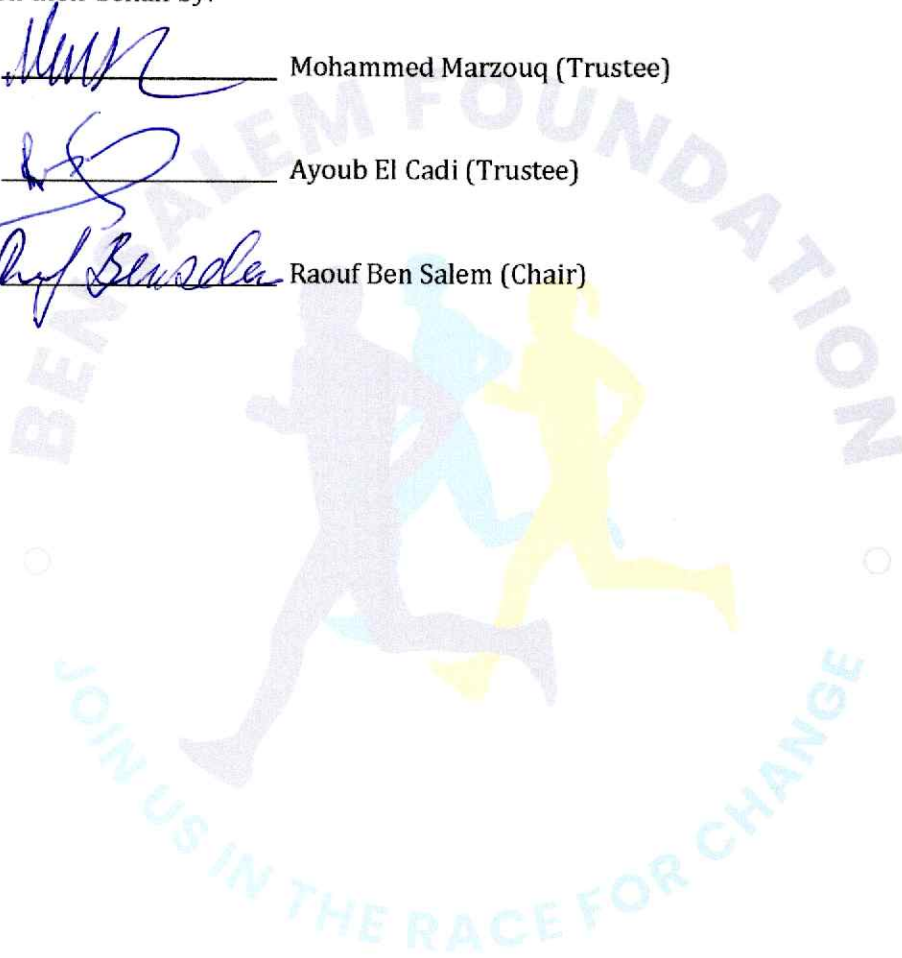 Mohammed Marzouq (Trustee)
Ayoub El Cadi (Trustee)
Raouf Ben Salem (Chair)
BEN SALEM FOUNDATION
JOIN US IN THE RACE FOR CHANGE